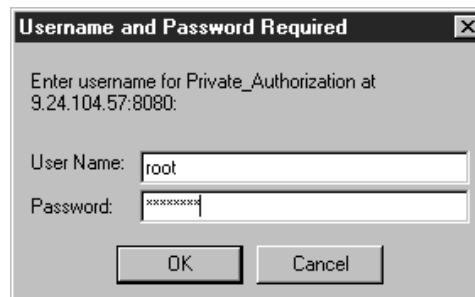 Username and Password Required
Enter username for Private_Authorization at
9.24.104.57:8080:
User Name: root
Password: ********
OK Cancel